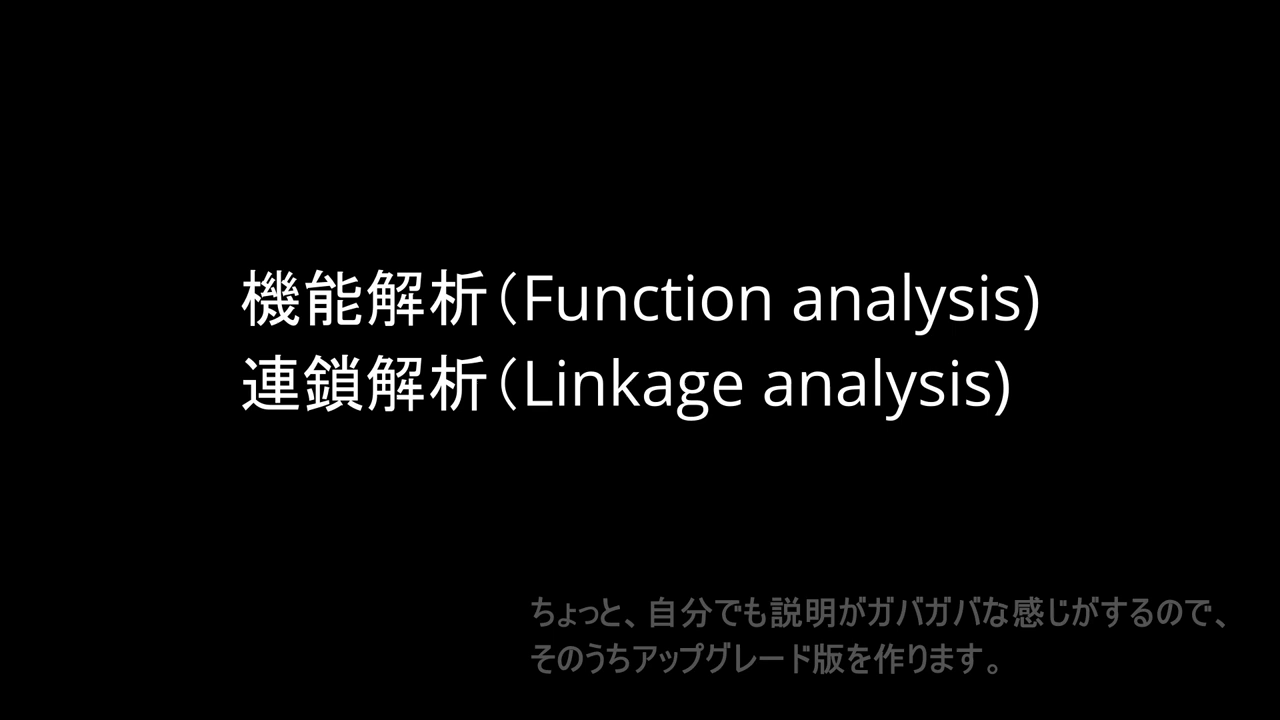 機能解析（Function analysis)
連鎖解析（Linkage analysis)
ちょっと、自分でも説明がガバガバな感じがするので、
そのうちアップグレード版を作ります。